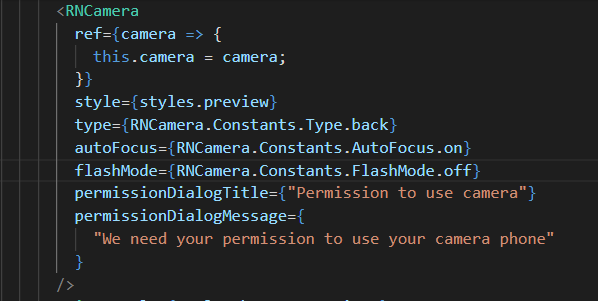 <RNCamera
ref={camera => {
this.camera = camera;
}}
style={styles.preview}
type={RNCamera.Constants.Type.back}
autoFocus={RNCamera.Constants.AutoFocus.on}
flashMode={RNCamera.Constants.FlashMode.off}
permissionDialogTitle={"Permission to use camera"}
permissionDialogMessage={
"We need your permission to use your camera phone"
}
/>